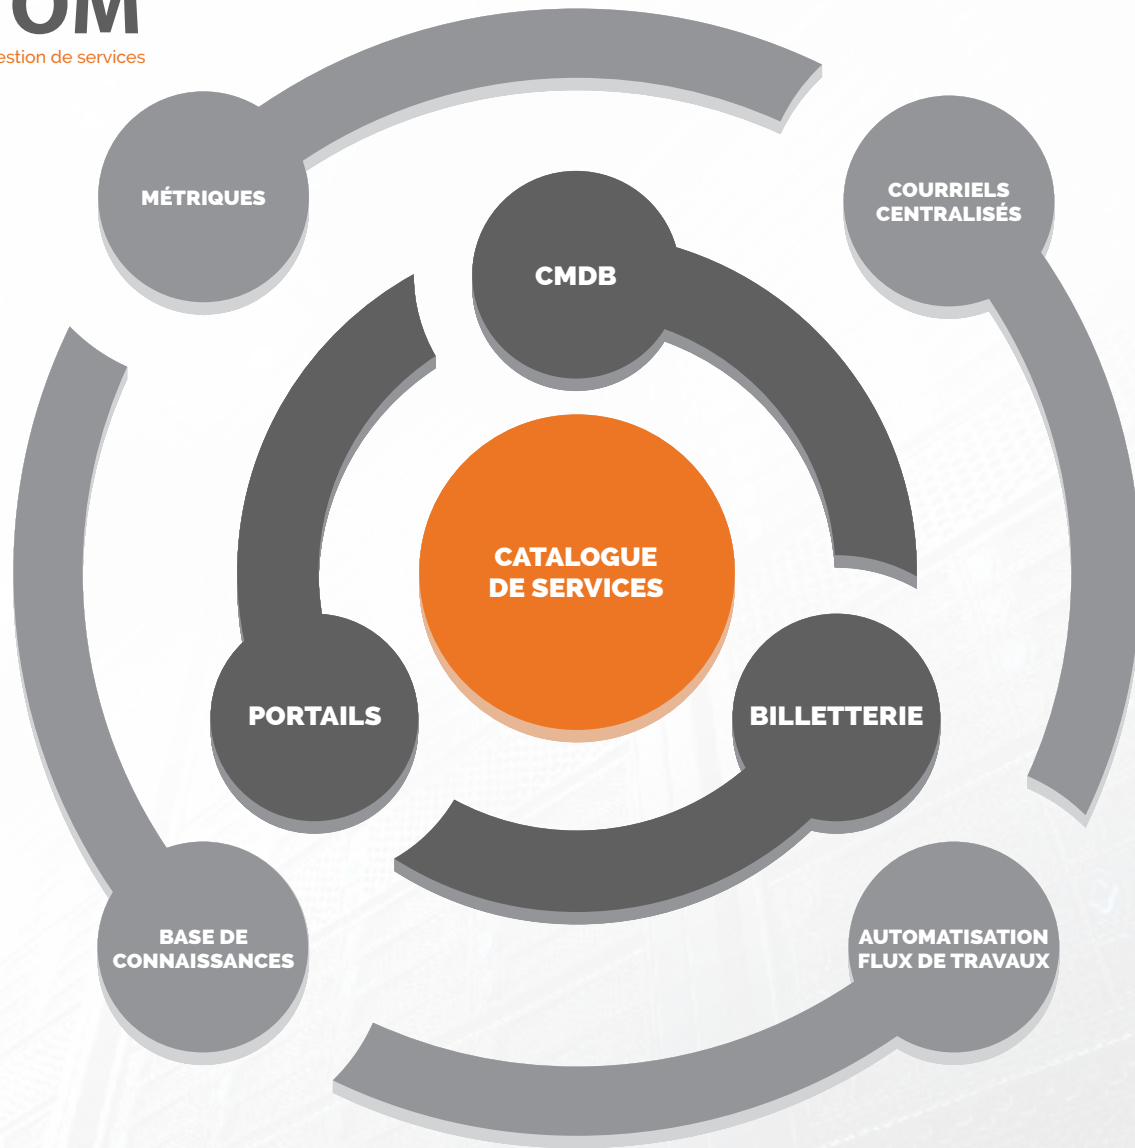 OM
estion de services
MÉTRIQUES
COURRIELS
CENTRALISÉS
CMDB
CATALOGUE
DE SERVICES
PORTAILS
BILLETTERIE
BASE DE
CONNAISSANCES
AUTOMATISATION
FLUX DE TRAVAUX